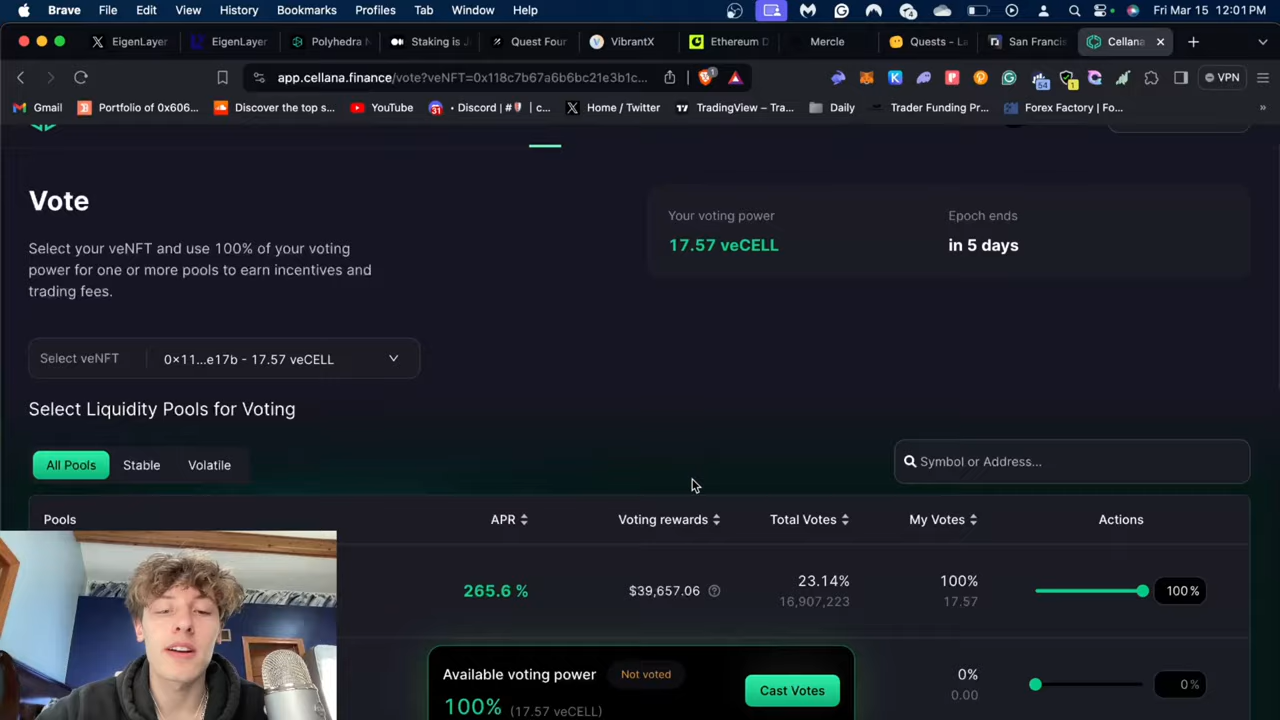 Brave File Edit View History Bookmarks Profiles Tab Window Help Fri Mar 15 12:01 PM
EigenLayer EigenLayer Polyhedra N Staking is J Quest Four VibrantX Ethereum D Mercle Quests - La San Francis Cellana
app.cellana.finance/vote?veNFT=0x118c7b67a6b6bc21e3b1c... VPN
Gmail Portfolio of 0x606... Discover the top s... YouTube • Discord | #🎙 | c... Home / Twitter TradingView – Tra... Daily Trader Funding Pro... Forex Factory | Fo... »
Vote
Your voting power
Epoch ends
17.57 veCELL
in 5 days
Select your veNFT and use 100% of your voting
power for one or more pools to earn incentives and
trading fees.
Select veNFT 0x11...e17b - 17.57 veCELL
Select Liquidity Pools for Voting
All Pools Stable Volatile
Symbol or Address...
Pools APR Voting rewards Total Votes My Votes Actions
265.6 % $39,657.06 23.14% 100% 100 %
16,907,223 17.57
Available voting power Not voted
100% (17.57 veCELL)
Cast Votes
0% 0 %
0.00